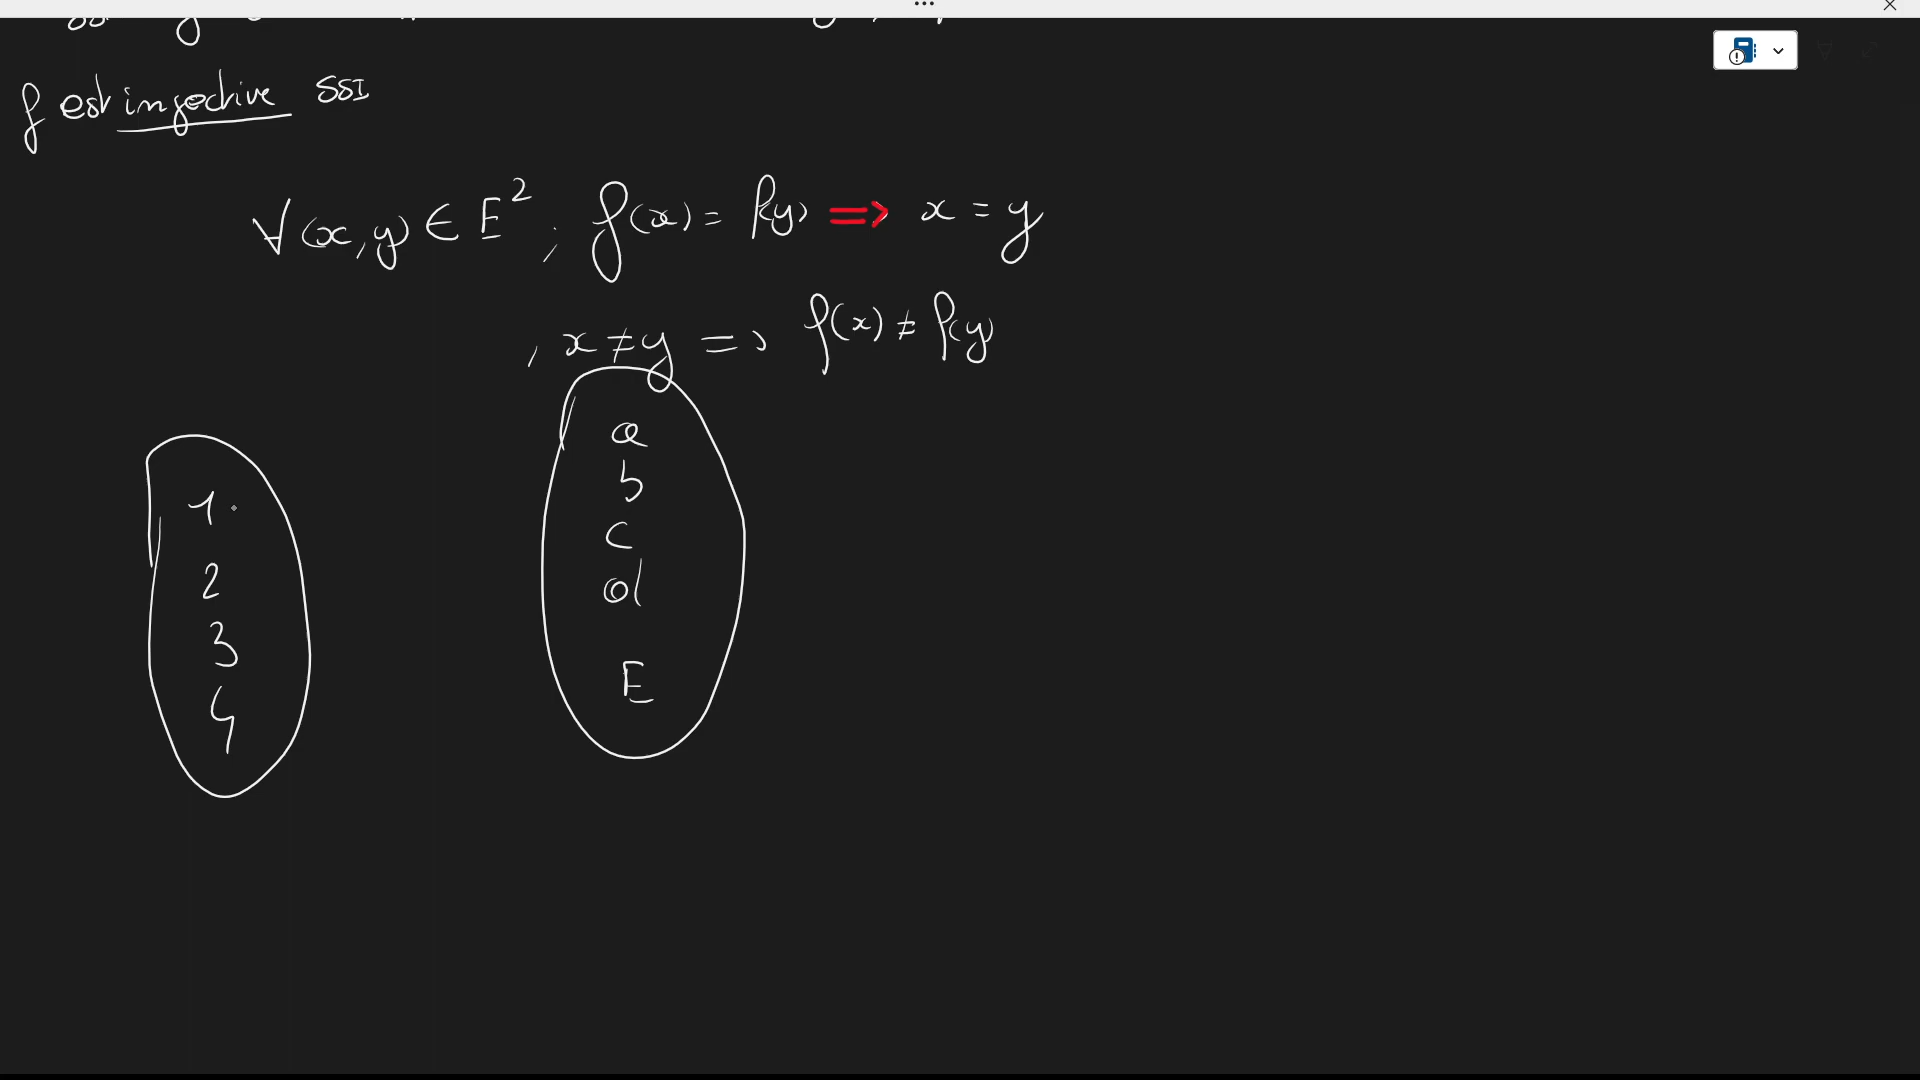 f est injective SSI
∀(x,y) ∈ E²; f(x) = f(y) => x = y
, x ≠ y => f(x) ≠ f(y)
1
2
3
4
a
b
c
d
E